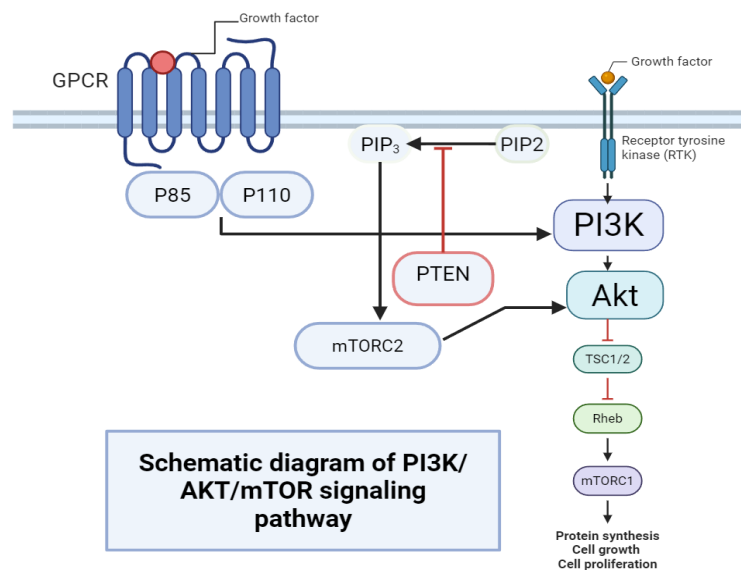 Growth factor
GPCR
Growth factor
PIP₃
PIP2
Receptor tyrosine
kinase (RTK)
P85
P110
PI3K
PTEN
Akt
mTORC2
TSC1/2
Rheb
mTORC1
Schematic diagram of PI3K/
AKT/mTOR signaling
pathway
Protein synthesis
Cell growth
Cell proliferation